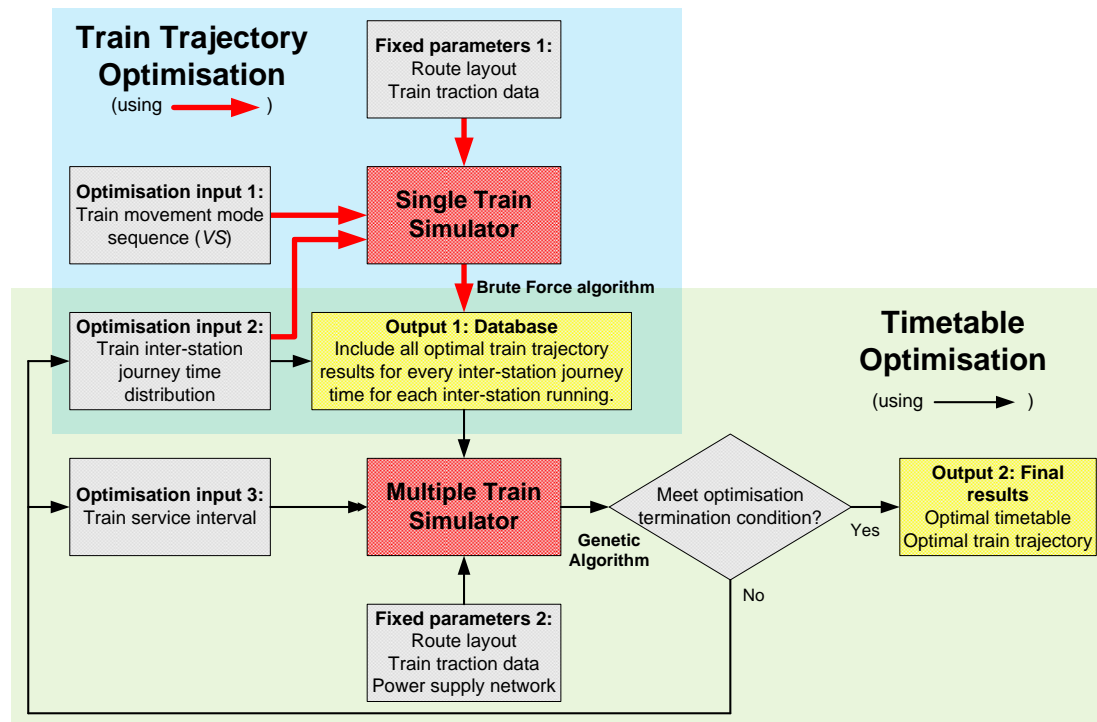 Train Trajectory
Optimisation
(using )
Fixed parameters 1:
Route layout
Train traction data
Optimisation input 1:
Train movement mode
sequence (VS)
Single Train
Simulator
Brute Force algorithm
Optimisation input 2:
Train inter-station
journey time
distribution
Output 1: Database
Include all optimal train trajectory
results for every inter-station journey
time for each inter-station running.
Timetable
Optimisation
(using )
Optimisation input 3:
Train service interval
Multiple Train
Simulator
Genetic
Algorithm
Meet optimisation
termination condition?
Yes
No
Output 2: Final
results
Optimal timetable
Optimal train trajectory
Fixed parameters 2:
Route layout
Train traction data
Power supply network